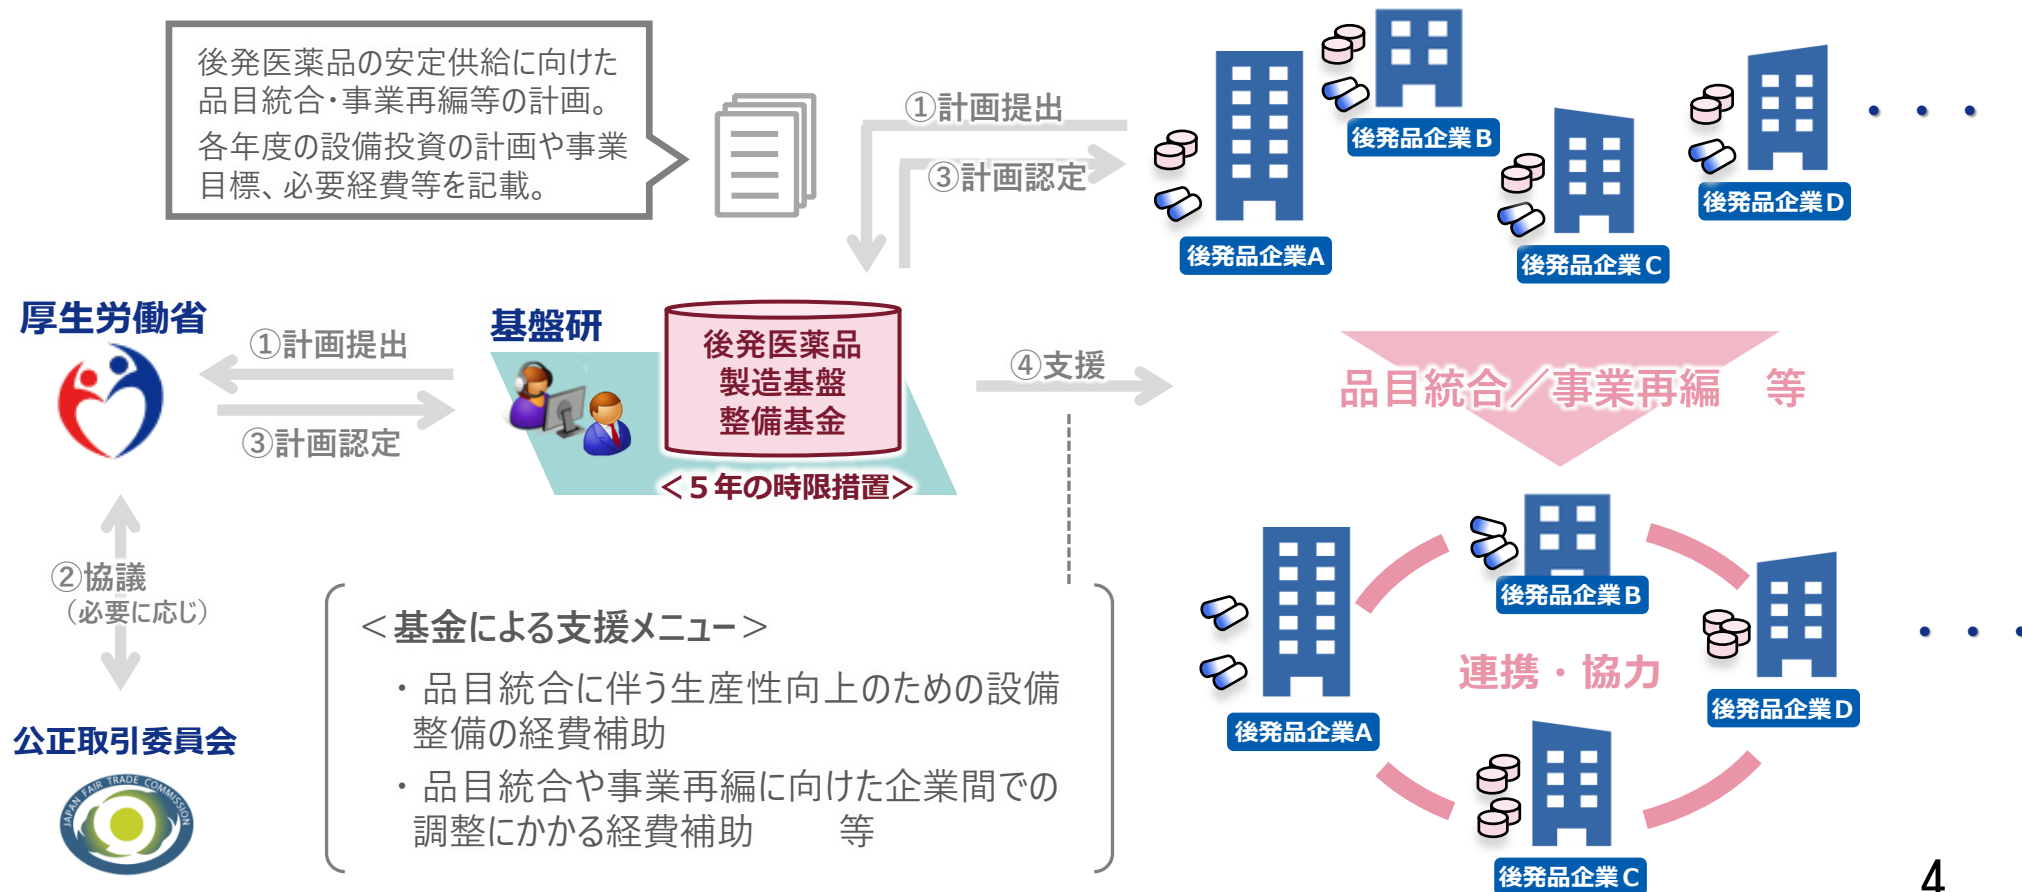 後発医薬品の安定供給に向けた
品目統合・事業再編等の計画。
各年度の設備投資の計画や事業
目標、必要経費等を記載。
①計画提出
③計画認定
後発品企業A
後発品企業B
後発品企業C
後発品企業D
・・・
厚生労働省
①計画提出
③計画認定
基盤研
後発医薬品
製造基盤
整備基金
＜５年の時限措置＞
④支援
品目統合／事業再編　等
②協議
（必要に応じ）
公正取引委員会
JAPAN FAIR TRADE COMMISSION
＜基金による支援メニュー＞
・品目統合に伴う生産性向上のための設備
整備の経費補助
・品目統合や事業再編に向けた企業間での
調整にかかる経費補助　　等
後発品企業A
後発品企業B
連携・協力
後発品企業D
後発品企業C
・・・
4